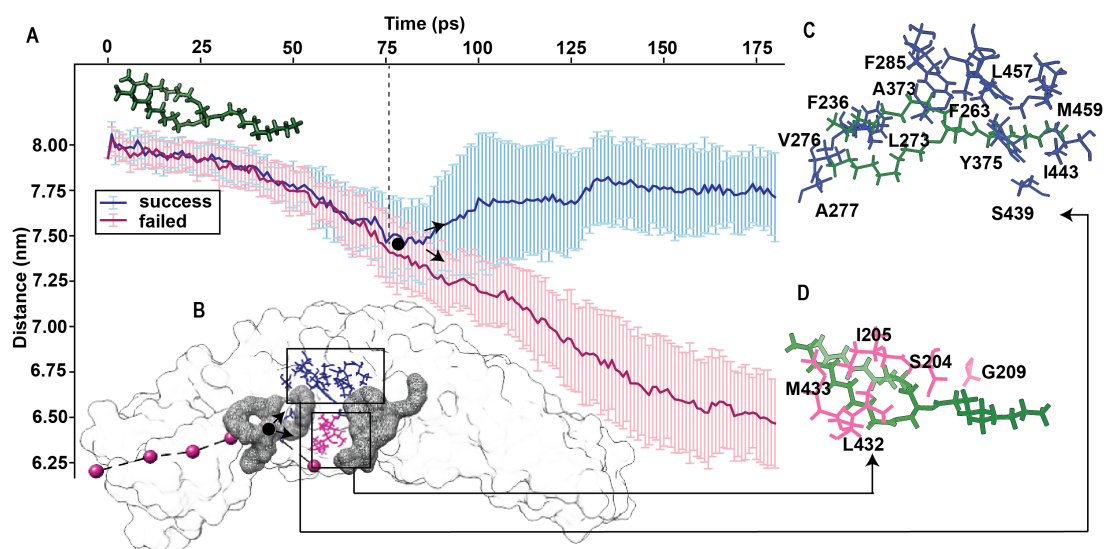 A
Time (ps)
0 25 50 75 100 125 150 175
Distance (nm)
8.00
7.75
7.50
7.25
7.00
6.75
6.50
6.25
success
failed
B
C
F285
L457
A373
F236
F263
M459
V276
L273
Y375
I443
A277
S439
D
I205
S204
G209
M433
L432